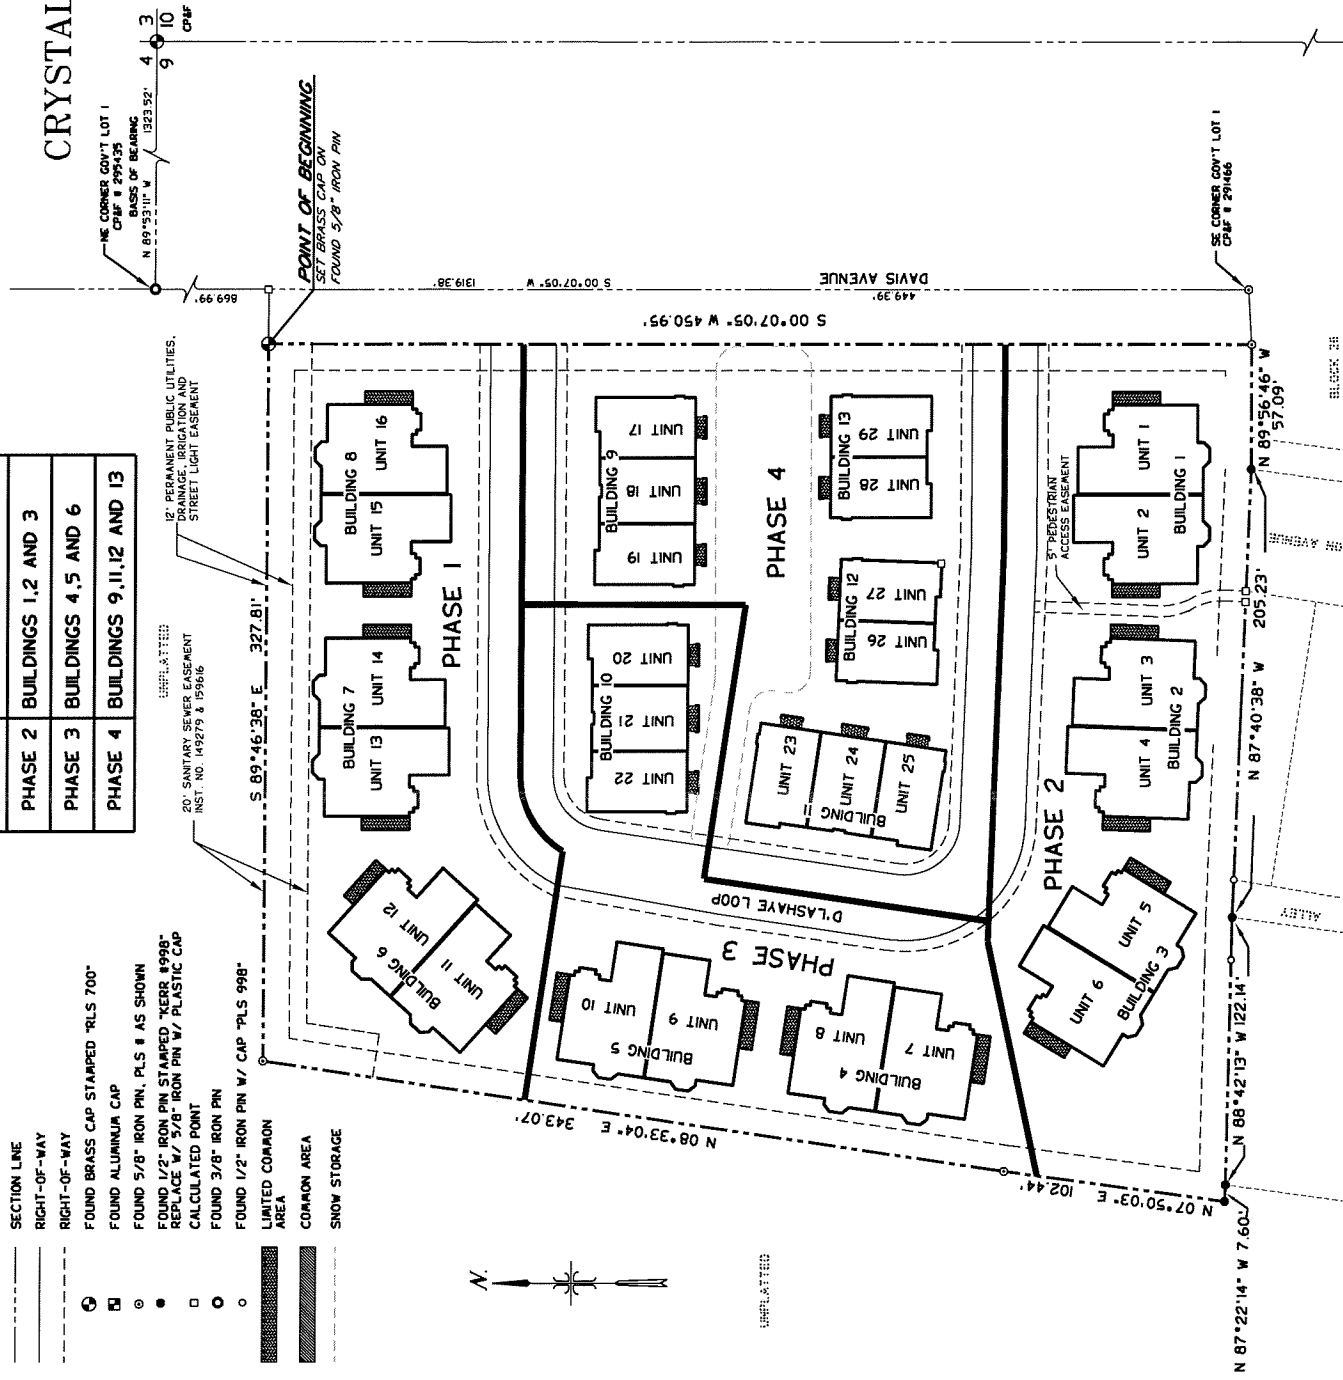 CRYSTAL
PHASE 2 BUILDINGS 1,2 AND 3
PHASE 3 BUILDINGS 4,5 AND 6
PHASE 4 BUILDINGS 9,11,12 AND 13
SECTION LINE
RIGHT-OF-WAY
RIGHT-OF-WAY
FOUND BRASS CAP STAMPED "RLS 700"
FOUND ALUMINUM CAP
FOUND 5/8" IRON PIN, PLS # AS SHOWN
FOUND 1/2" IRON PIN STAMPED "KERR #998"
REPLACE W/ 5/8" IRON PIN W/ PLASTIC CAP
CALCULATED POINT
FOUND 3/8" IRON PIN
FOUND 1/2" IRON PIN W/ CAP "PLS 998"
LIMITED COMMON
AREA
COMMON AREA
SNOW STORAGE
N.
UNPLATTED
UNPLATTED
NE CORNER GOV'T LOT 1
CP&F # 295435
BASIS OF BEARING
N 89°53'11" W 1323.52'
4 3
9 10
CP&F
869.99'
POINT OF BEGINNING
SET BRASS CAP ON
FOUND 5/8" IRON PIN
12' PERMANENT PUBLIC UTILITIES,
DRAINAGE, IRRIGATION AND
STREET LIGHT EASEMENT
20' SANITARY SEWER EASEMENT
INST. NO. 149279 & 159616
S 89°46'38" E 327.81'
S 00°07'05" W 450.95'
S 00°07'05" W 1319.38'
449.39'
DAVIS AVENUE
SE CORNER GOV'T LOT 1
CP&F # 291466
PHASE 1
BUILDING 8
UNIT 15
UNIT 16
BUILDING 7
UNIT 13
UNIT 14
BUILDING 6
UNIT 11
UNIT 12
PHASE 4
BUILDING 9
UNIT 17
UNIT 18
UNIT 19
BUILDING 10
UNIT 20
UNIT 21
UNIT 22
BUILDING 13
UNIT 28
UNIT 29
BUILDING 12
UNIT 26
UNIT 27
BUILDING 11
UNIT 23
UNIT 24
UNIT 25
D'LASHAYE LOOP
PHASE 3
BUILDING 5
UNIT 9
UNIT 10
BUILDING 4
UNIT 7
UNIT 8
PHASE 2
BUILDING 3
UNIT 5
UNIT 6
BUILDING 2
UNIT 3
UNIT 4
BUILDING 1
UNIT 1
UNIT 2
5' PEDESTRIAN
ACCESS EASEMENT
N 08°33'04" E 343.07'
N 07°50'03" E 102.44'
N 87°22'14" W 7.60'
N 88°42'13" W 122.14'
N 87°40'38" W 205.23'
N 89°56'46" W
57.09'
ALLEY
AVENUE